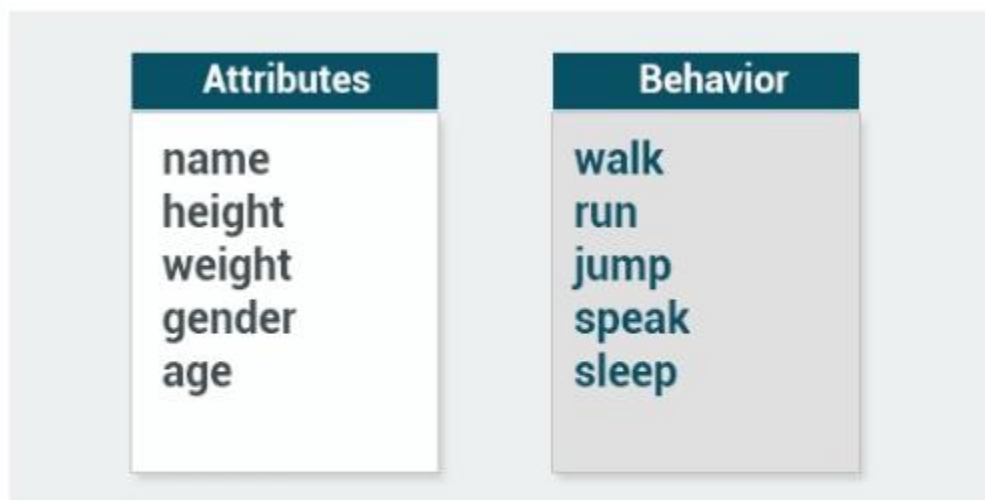 Attributes
name
height
weight
gender
age
Behavior
walk
run
jump
speak
sleep